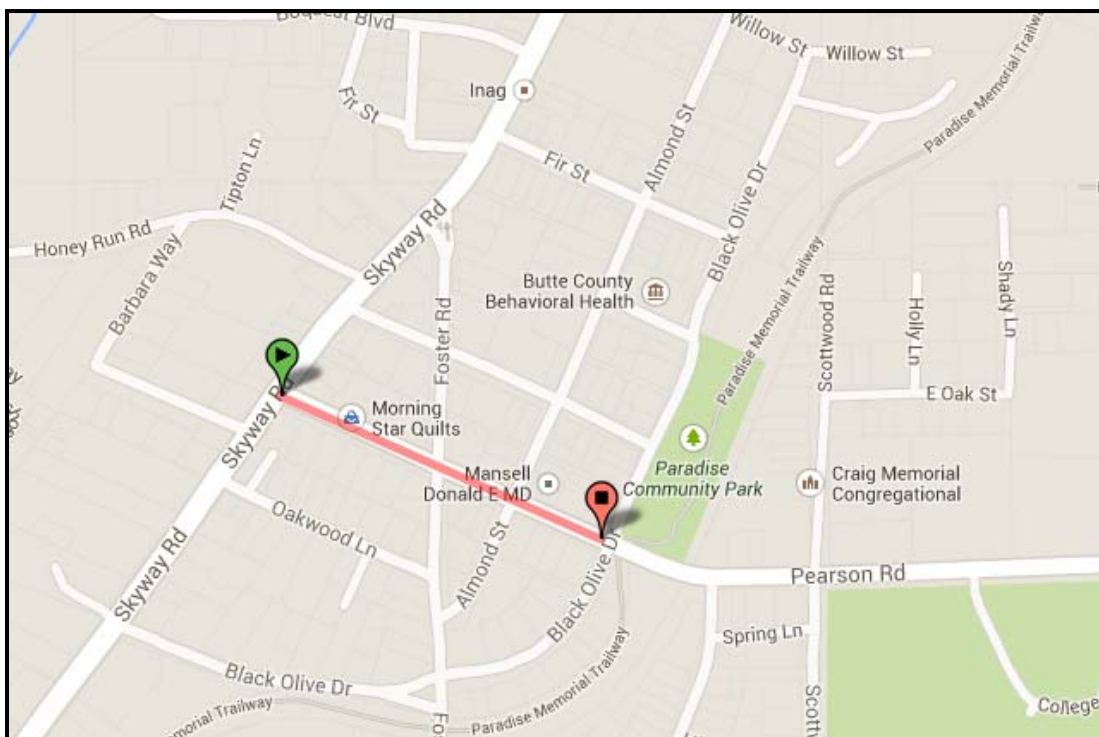 Boquest Blvd
Willow St
Willow St
Inag
Fir St
Fir St
Almond St
Paradise Memorial Trailway
Tipton Ln
Black Olive Dr
Honey Run Rd
Skyway Rd
Barbara Way
Butte County
Behavioral Health
Paradise Memorial Trailway
Scottwood Rd
Holly Ln
Shady Ln
Foster Rd
E Oak St
Skyway Rd
Morning
Star Quilts
Mansell
Donald E MD
Paradise
Community Park
Craig Memorial
Congregational
Oakwood Ln
Almond St
Skyway Rd
Black Olive Dr
Pearson Rd
Spring Ln
Black Olive Dr
Paradise Memorial Trailway
morial Trailway
Fos
Scottw
College